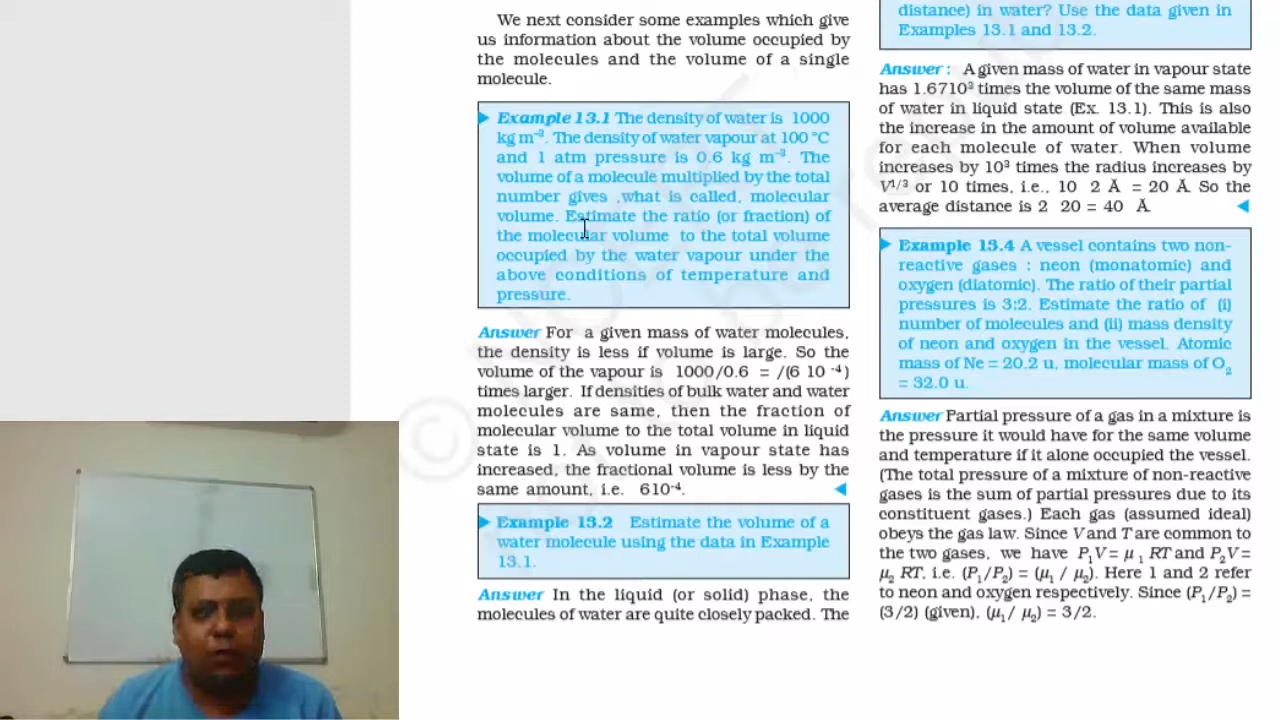 We next consider some examples which give
us information about the volume occupied by
the molecules and the volume of a single
molecule.
Example 13.1 The density of water is 1000
kg m⁻³. The density of water vapour at 100 °C
and 1 atm pressure is 0.6 kg m⁻³. The
volume of a molecule multiplied by the total
number gives ,what is called, molecular
volume. Estimate the ratio (or fraction) of
the molecular volume to the total volume
occupied by the water vapour under the
above conditions of temperature and
pressure.
Answer For a given mass of water molecules,
the density is less if volume is large. So the
volume of the vapour is 1000/0.6 = /(6 10 ⁻⁴)
times larger. If densities of bulk water and water
molecules are same, then the fraction of
molecular volume to the total volume in liquid
state is 1. As volume in vapour state has
increased, the fractional volume is less by the
same amount, i.e. 610⁻⁴.
Example 13.2 Estimate the volume of a
water molecule using the data in Example
13.1.
Answer In the liquid (or solid) phase, the
molecules of water are quite closely packed. The
distance) in water? Use the data given in
Examples 13.1 and 13.2.
Answer : A given mass of water in vapour state
has 1.6710³ times the volume of the same mass
of water in liquid state (Ex. 13.1). This is also
the increase in the amount of volume available
for each molecule of water. When volume
increases by 10³ times the radius increases by
V¹ᐟ³ or 10 times, i.e., 10 2 Å = 20 Å. So the
average distance is 2 20 = 40 Å.
Example 13.4 A vessel contains two non-
reactive gases : neon (monatomic) and
oxygen (diatomic). The ratio of their partial
pressures is 3:2. Estimate the ratio of (i)
number of molecules and (ii) mass density
of neon and oxygen in the vessel. Atomic
mass of Ne = 20.2 u, molecular mass of O₂
= 32.0 u.
Answer Partial pressure of a gas in a mixture is
the pressure it would have for the same volume
and temperature if it alone occupied the vessel.
(The total pressure of a mixture of non-reactive
gases is the sum of partial pressures due to its
constituent gases.) Each gas (assumed ideal)
obeys the gas law. Since V and T are common to
the two gases, we have P₁V = μ ₁ RT and P₂V =
μ₂ RT, i.e. (P₁/P₂) = (μ₁ / μ₂). Here 1 and 2 refer
to neon and oxygen respectively. Since (P₁/P₂) =
(3/2) (given), (μ₁/ μ₂) = 3/2.